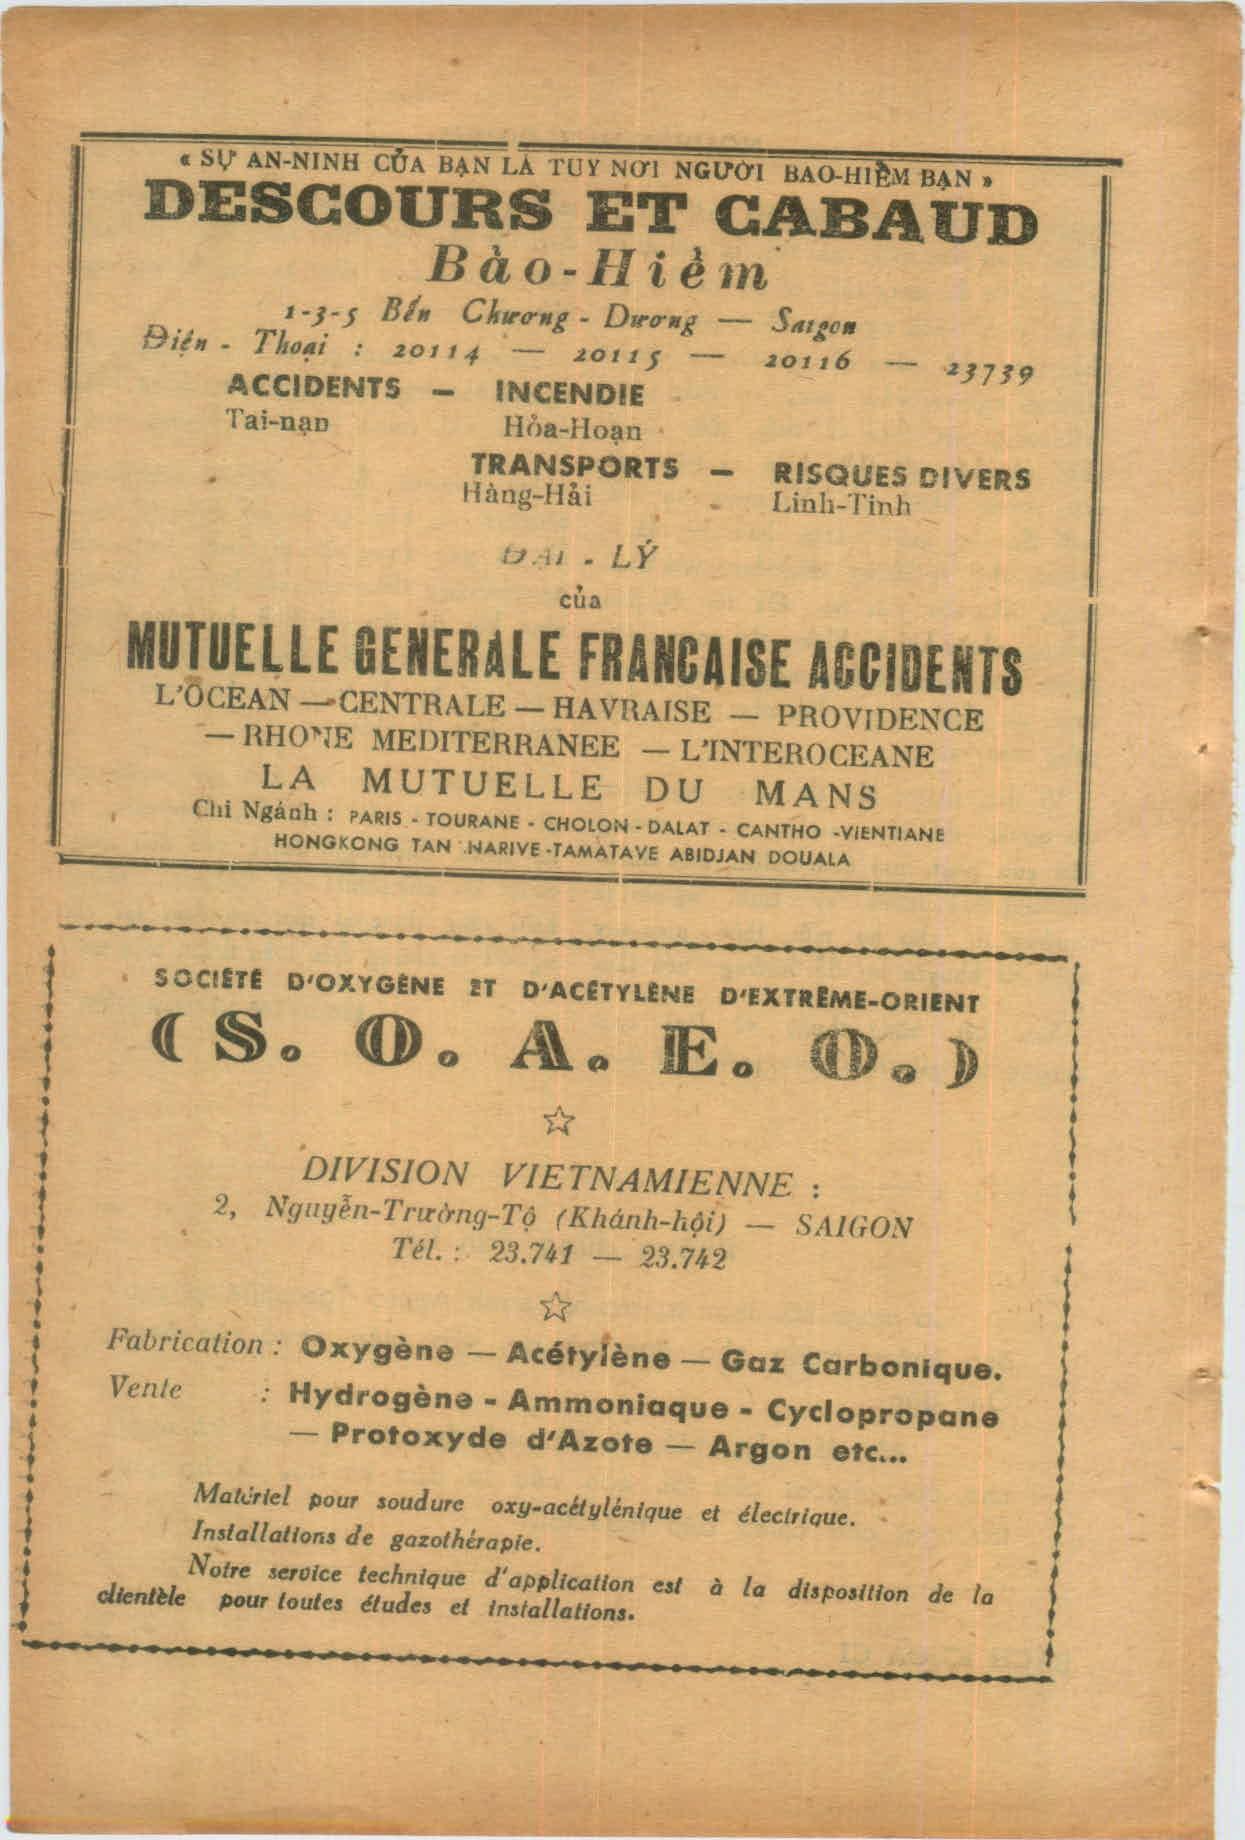 « SỰ AN-NINH CỦA BẠN LÀ TUY NƠI NGƯỜI BAO-HIỂM BẠN »
DESCOURS ET CABAUD
Bảo-Hiểm
1-3-5 Bến Chương-Dương — Saigon
Điện-Thoại : 20114 — 20115 — 20116 — 23739
ACCIDENTS — INCENDIE
Tai-nạn Hỏa-Hoạn
TRANSPORTS — RISQUES DIVERS
Hàng-Hải Linh-Tinh
ĐẠI-LÝ
của
MUTUELLE GENERALE FRANCAISE ACCIDENTS
L'OCEAN — CENTRALE — HAVRAISE — PROVIDENCE
— RHONE MEDITERRANEE — L'INTEROCEANE
LA MUTUELLE DU MANS
Chi Ngánh : PARIS - TOURANE - CHOLON - DALAT - CANTHO -VIENTIANE
HONGKONG TAN NARIVE -TAMATAVE ABIDJAN DOUALA
SOCIÉTÉ D'OXYGÈNE ET D'ACÉTYLÈNE D'EXTRÊME-ORIENT
( S. O. A. E. O. )
DIVISION VIETNAMIENNE :
2, Nguyễn-Trường-Tộ (Khánh-hội) — SAIGON
Tél. : 23.741 — 23.742
Fabrication : Oxygène — Acétylène — Gaz Carbonique.
Vente : Hydrogène - Ammoniaque - Cyclopropane
— Protoxyde d'Azote — Argon etc...
Matériel pour soudure oxy-acétylénique et électrique.
Installations de gazothérapie.
Notre service technique d'application est à la disposition de la
clientèle pour toutes études et installations.